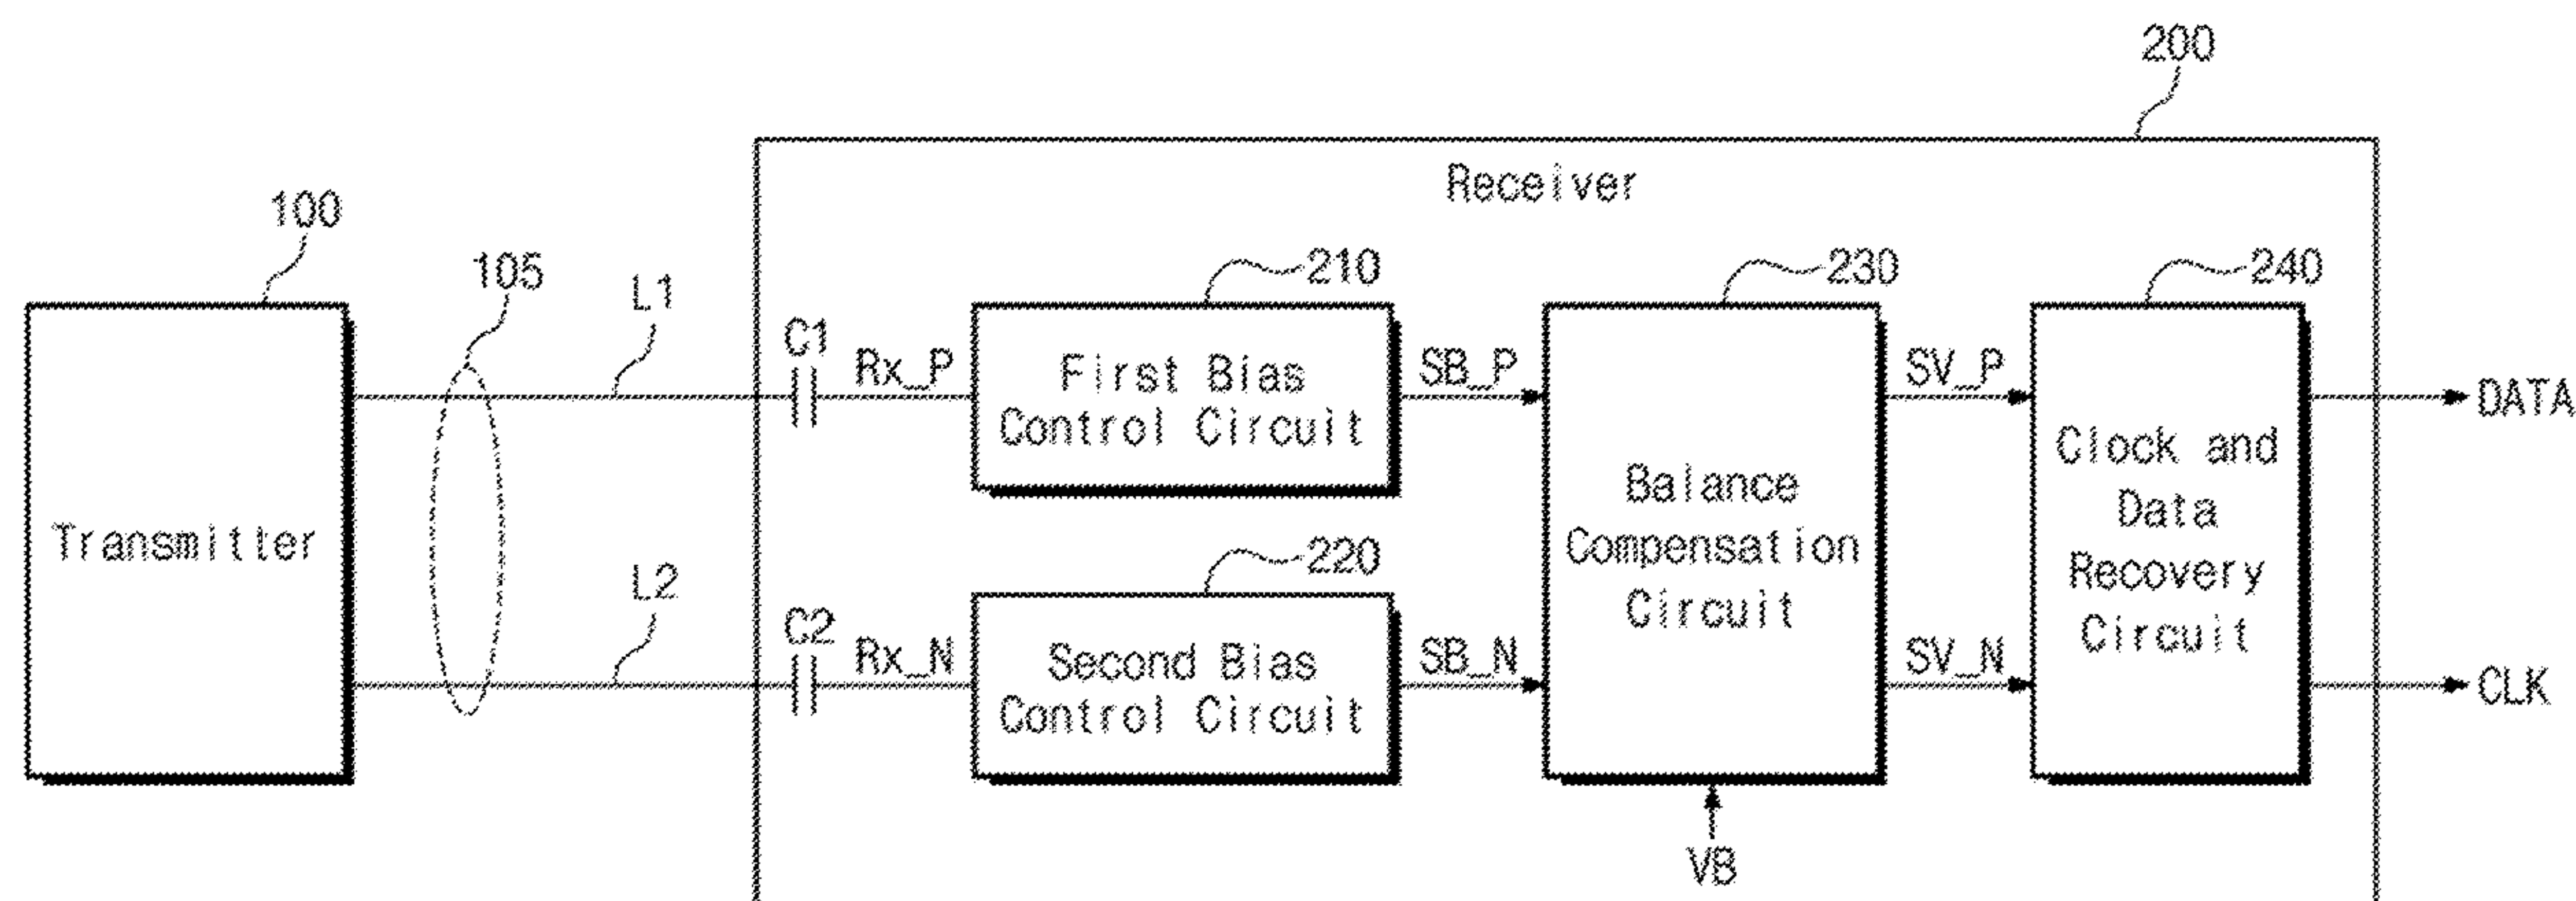 200
Receiver
100
105
L1
210
230
240
C1
Rx_P
First Bias
Control Circuit
SB_P
SV_P
DATA
Transmitter
Balance
Compensation
Circuit
Clock and
Data
Recovery
Circuit
L2
220
C2
Rx_N
Second Bias
Control Circuit
SB_N
SV_N
CLK
VB